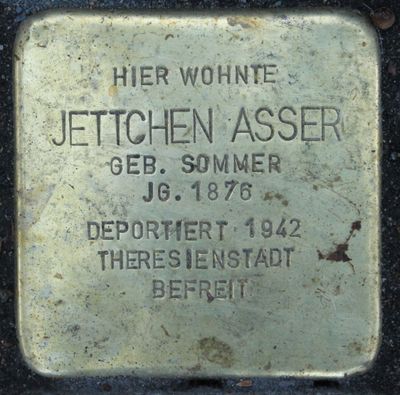 HIER WOHNTE
JETTCHEN ASSER
GEB. SOMMER
JG. 1876
DEPORTIERT 1942
THERESIENSTADT
BEFREIT